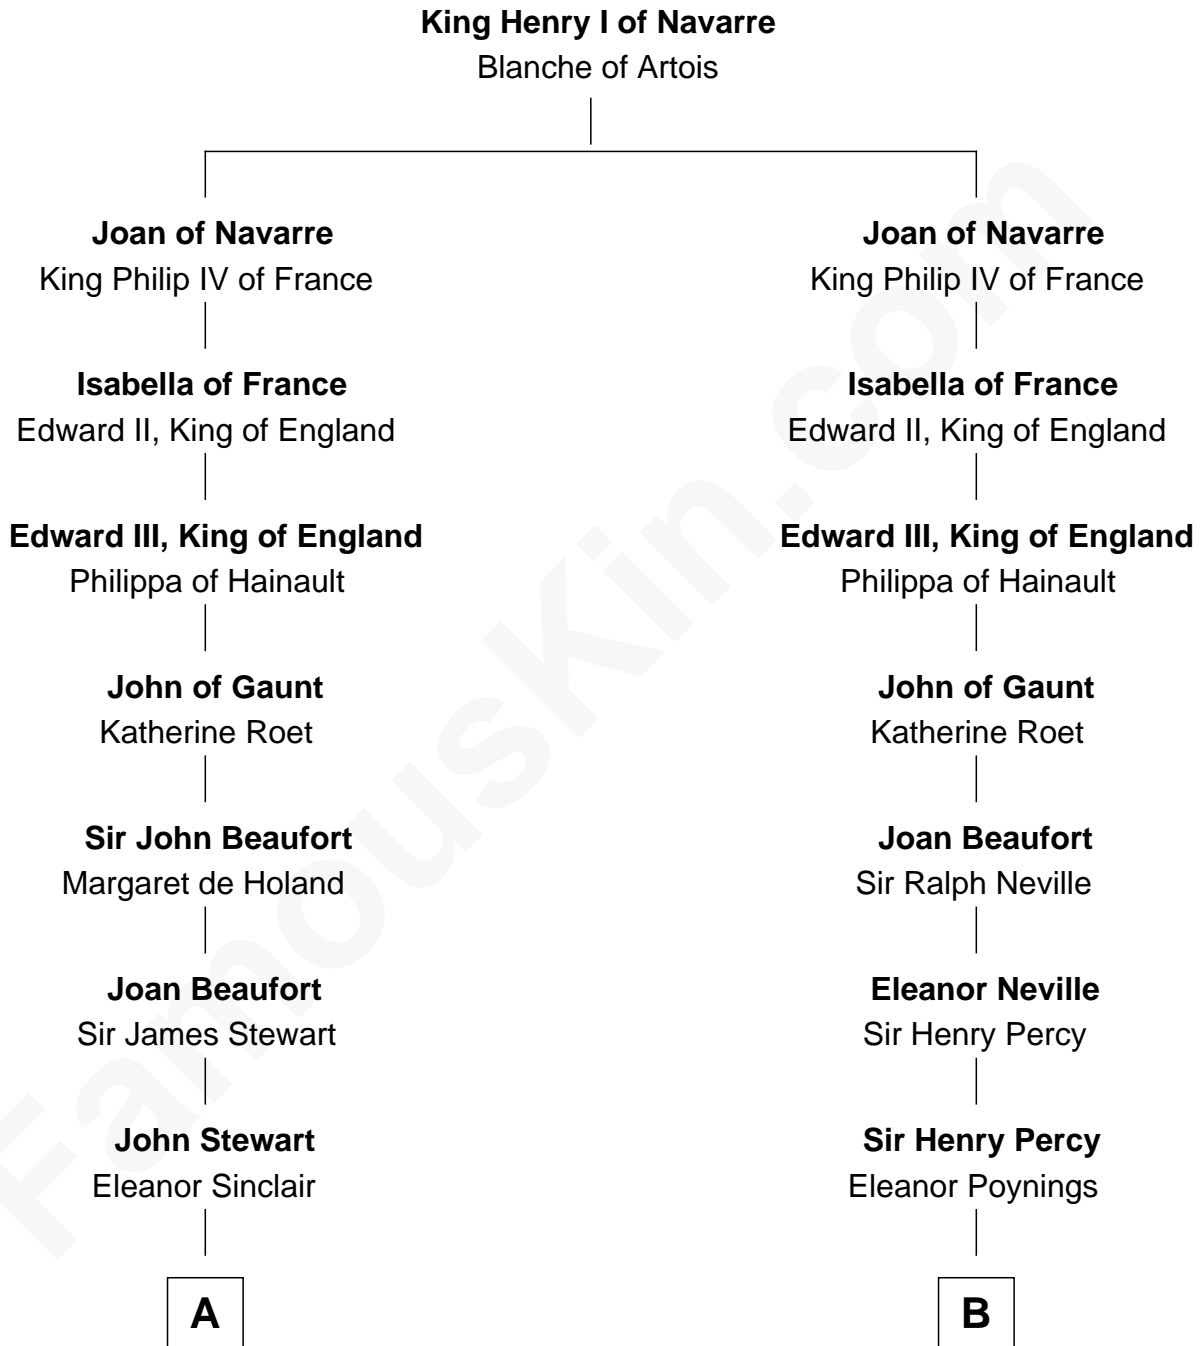 King Henry I of Navarre
Blanche of Artois
Joan of Navarre
King Philip IV of France
Isabella of France
Edward II, King of England
Edward III, King of England
Philippa of Hainault
John of Gaunt
Katherine Roet
Sir John Beaufort
Margaret de Holand
Joan Beaufort
Sir James Stewart
John Stewart
Eleanor Sinclair
A
Joan of Navarre
King Philip IV of France
Isabella of France
Edward II, King of England
Edward III, King of England
Philippa of Hainault
John of Gaunt
Katherine Roet
Joan Beaufort
Sir Ralph Neville
Eleanor Neville
Sir Henry Percy
Sir Henry Percy
Eleanor Poynings
B
FamousKin.com